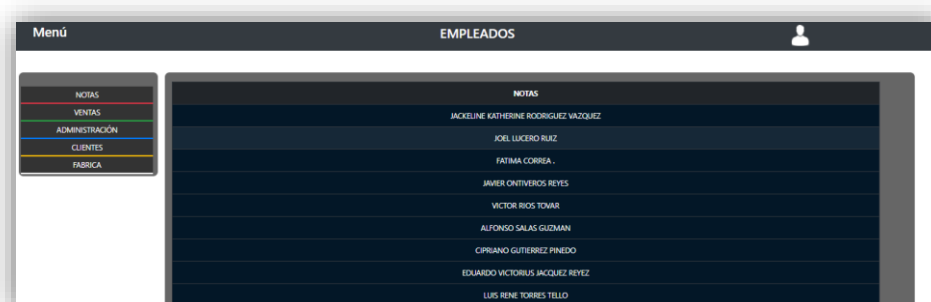 Menú EMPLEADOS
NOTAS
VENTAS
ADMINISTRACIÓN
CLIENTES
FABRICA
NOTAS
JACKELINE KATHERINE RODRIGUEZ VAZQUEZ
JOEL LUCERO RUIZ
FATIMA CORREA .
JAVIER ONTIVEROS REYES
VICTOR RIOS TOVAR
ALFONSO SALAS GUZMAN
CIPRIANO GUTIERREZ PINEDO
EDUARDO VICTORIUS JACQUEZ REYEZ
LUIS RENE TORRES TELLO